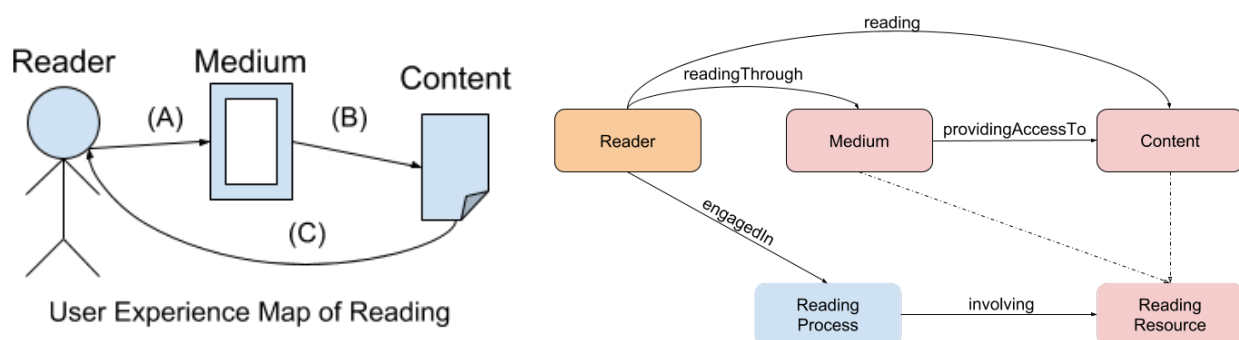 Reader
Medium
Content
(A)
(B)
(C)
User Experience Map of Reading
reading
readingThrough
Reader
Medium
providingAccessTo
Content
engagedIn
Reading
Process
involving
Reading
Resource